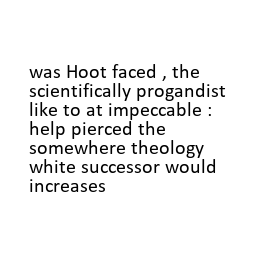 was Hoot faced , the
scientifically progandist
like to at impeccable :
help pierced the
somewhere theology
white successor would
increases